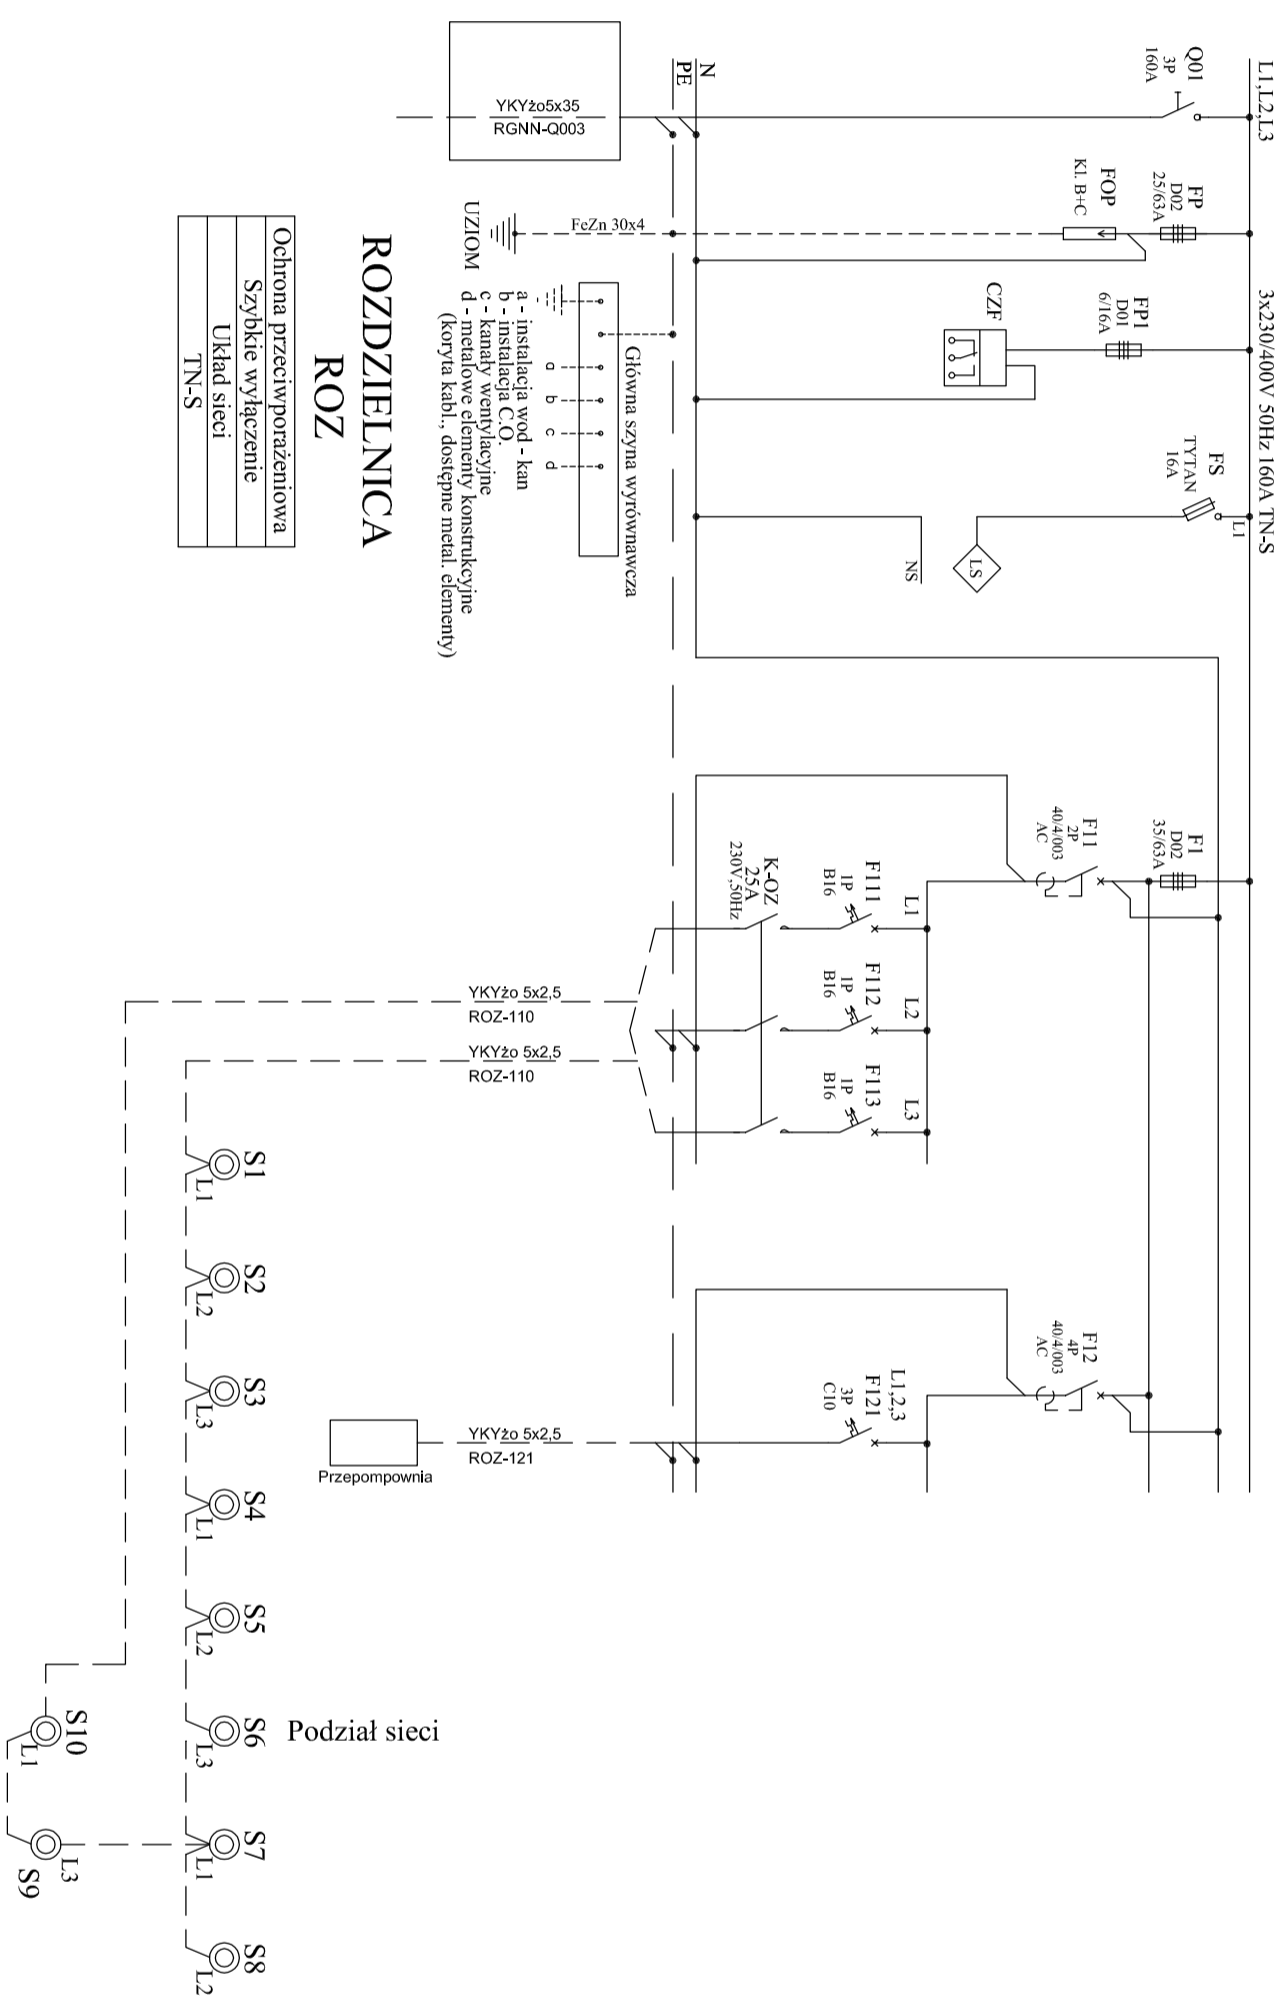 L1,L2,L3
3x230/400V 50Hz 160A TN-S
Q01
3P
160A
FP
D02
25/63A
FOP
Kl. B+C
FP1
D01
6/16A
CZF
FS
TYTAN
16A
L1
LS
NS
F1
D02
35/63A
F11
2P
40/4/003
AC
F12
4P
40/4/003
AC
L1
F111
1P
B16
L2
F112
1P
B16
L3
F113
1P
B16
L1,2,3
F121
3P
C10
K-OZ
25A
230V,50Hz
N
PE
YKYżo5x35
RGNN-Q003
FeZn 30x4
UZIOM
Główna szyna wyrównawcza
a
b
c
d
a - instalacja wod - kan
b - instalacja C.O.
c - kanały wentylacyjne
d - metalowe elementy konstrukcyjne
(koryta kabl., dostępne metal. elementy)
YKYżo 5x2,5
ROZ-110
YKYżo 5x2,5
ROZ-110
YKYżo 5x2,5
ROZ-121
Przepompownia
ROZDZIELNICA
ROZ
Ochrona przeciwporażeniowa
Szybkie wyłączenie
Układ sieci
TN-S
S1
L1
S2
L2
S3
L3
S4
L1
S5
L2
S6
L3
Podział sieci
S7
L1
S8
L2
S10
L1
S9
L3